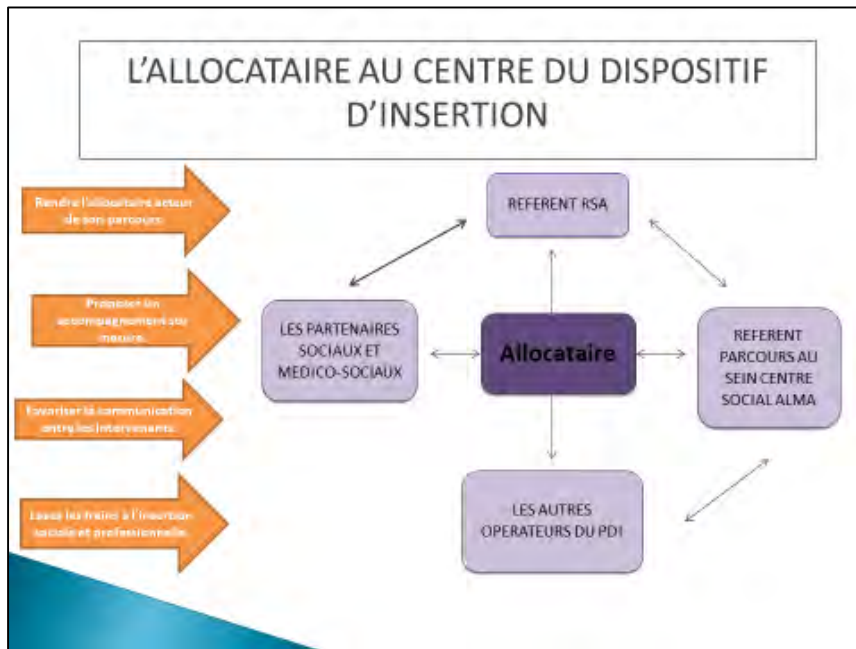 L'ALLOCATAIRE AU CENTRE DU DISPOSITIF
D'INSERTION
Rendre l'allocataire acteur
de son parcours.
Proposer un
accompagnement sur
mesure.
Favoriser la communication
entre les intervenants.
Lever les freins à l'insertion
sociale et professionnelle.
REFERENT RSA
LES PARTENAIRES
SOCIAUX ET
MEDICO-SOCIAUX
Allocataire
REFERENT
PARCOURS AU
SEIN CENTRE
SOCIAL ALMA
LES AUTRES
OPERATEURS DU PDI